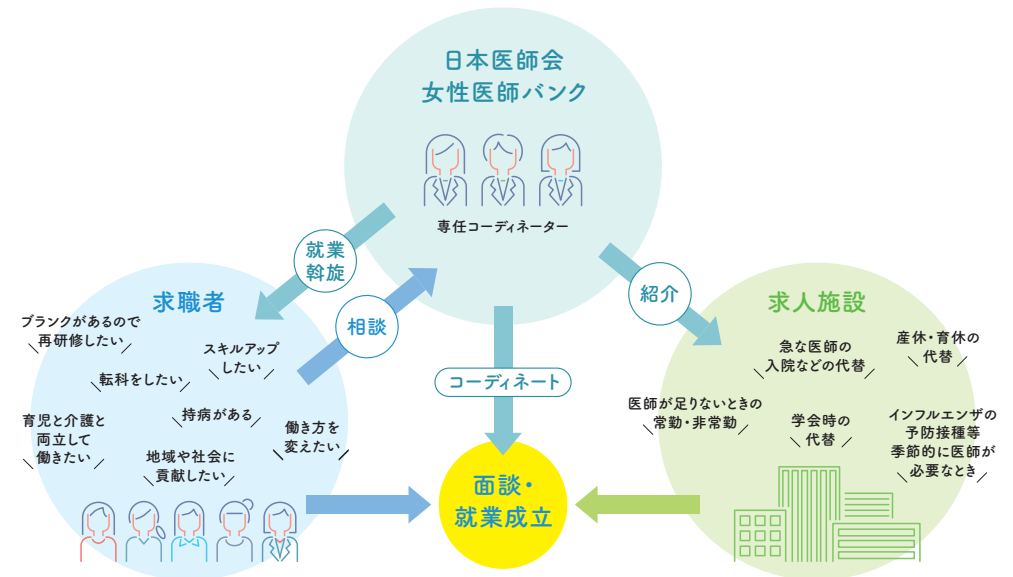 日本医師会
女性医師バンク
専任コーディネーター
就業
斡旋
相談
紹介
コーディネート
求職者
ブランクがあるので
再研修したい
スキルアップ
したい
転科をしたい
持病がある
育児と介護と
両立して
働きたい
働き方を
変えたい
地域や社会に
貢献したい
求人施設
急な医師の
入院などの代替
産休・育休の
代替
医師が足りないときの
常勤・非常勤
学会時の
代替
インフルエンザの
予防接種等
季節的に医師が
必要なとき
面談・
就業成立